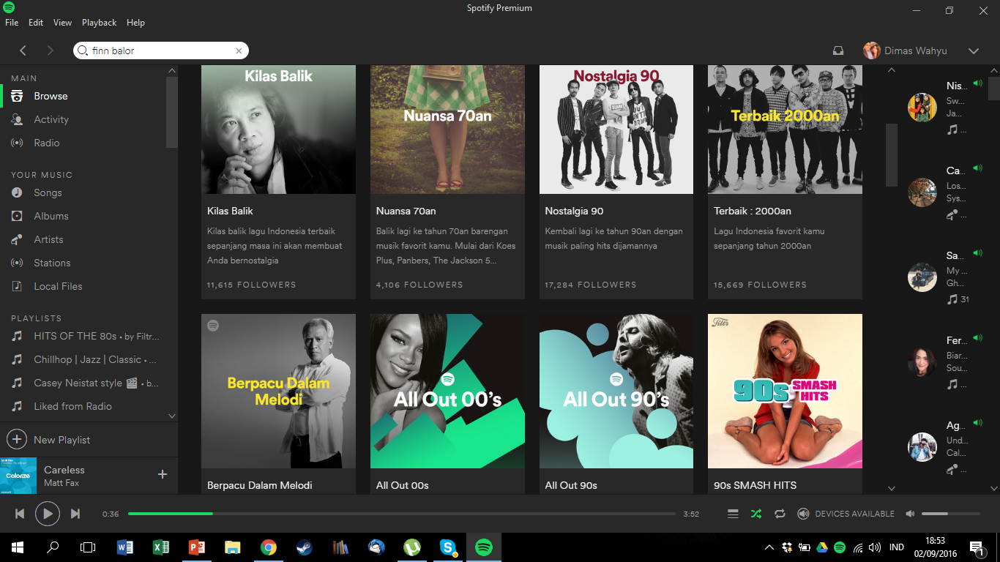 Spotify Premium
File Edit View Playback Help
finn balor
Dimas Wahyu
MAIN
Browse
Activity
Radio
YOUR MUSIC
Songs
Albums
Artists
Stations
Local Files
PLAYLISTS
HITS OF THE 80s • by Filtr...
Chillhop | Jazz | Classic • ...
Casey Neistat style 🎬 • b...
Liked from Radio
New Playlist
Colorize
Careless
Matt Fax
Kilas Balik
Kilas Balik
Kilas balik lagu Indonesia terbaik
sepanjang masa ini akan membuat
Anda bernostalgia
11,615 FOLLOWERS
Nuansa 70an
Nuansa 70an
Balik lagi ke tahun 70an barengan
musik favorit kamu. Mulai dari Koes
Plus, Panbers, The Jackson 5...
4,106 FOLLOWERS
Nostalgia 90
Nostalgia 90
Kembali lagi ke tahun 90an dengan
musik paling hits dijamannya
17,284 FOLLOWERS
Terbaik 2000an
Terbaik : 2000an
Lagu Indonesia favorit kamu
sepanjang tahun 2000an
15,669 FOLLOWERS
Berpacu Dalam
Melodi
Berpacu Dalam Melodi
All Out 00's
All Out 00s
All Out 90's
All Out 90s
Filtr
90s SMASH
HITS
90s SMASH HITS
Nis...
Sw...
Ja...
...
Ca...
Los...
Sys...
...
Sa...
My ...
Gh...
31
Fer...
Biar...
Sou...
...
Ag...
Und...
Cal...
...
0:36
3:52
DEVICES AVAILABLE
IND
18:53
02/09/2016
1